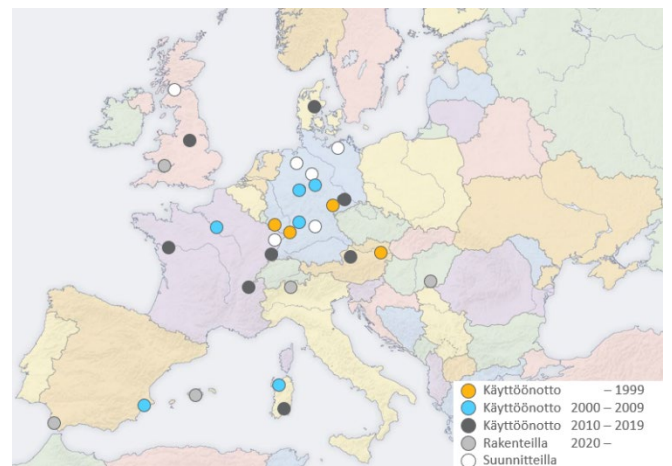 Käyttöönotto – 1999
Käyttöönotto 2000 – 2009
Käyttöönotto 2010 – 2019
Rakenteilla 2020 –
Suunnitteilla